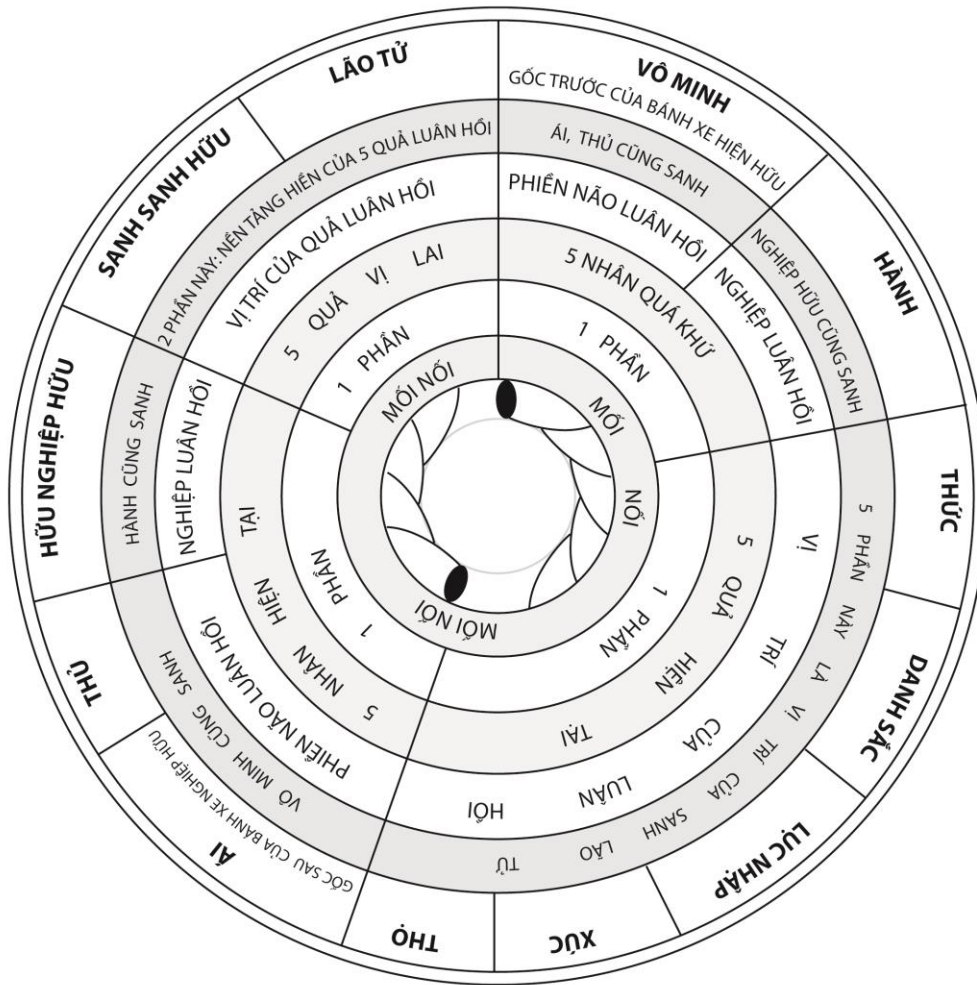 VÔ MINH
GỐC TRƯỚC CỦA BÁNH XE HIỆN HỮU
HÀNH
THỨC
DANH SẮC
LỤC NHẬP
XÚC
THỌ
ÁI
GỐC SAU CỦA BÁNH XE NGHIỆP HỮU
THỦ
HỮU NGHIỆP HỮU
SANH SANH HỮU
LÃO TỬ
ÁI, THỦ CŨNG SANH
NGHIỆP HỮU CŨNG SANH
5 PHẦN NÀY LÀ VỊ TRÍ CỦA SANH LÃO TỬ
VÔ MINH CŨNG SANH
HÀNH CŨNG SANH
2 PHẦN NÀY: NỀN TẢNG HIỀN CỦA 5 QUẢ LUÂN HỒI
PHIỀN NÃO LUÂN HỒI
NGHIỆP LUÂN HỒI
VỊ TRÍ CỦA LUÂN HỒI
PHIỀN NÃO LUÂN HỒI
NGHIỆP LUÂN HỒI
VỊ TRÍ CỦA QUẢ LUÂN HỒI
5 NHÂN QUÁ KHỨ
5 QUẢ HIỆN TẠI
5 NHÂN HIỆN TẠI
5 QUẢ VỊ LAI
1 PHẦN
1 PHẦN
1 PHẦN
1 PHẦN
MỐI NỐI
MỐI NỐI
MỐI NỐI